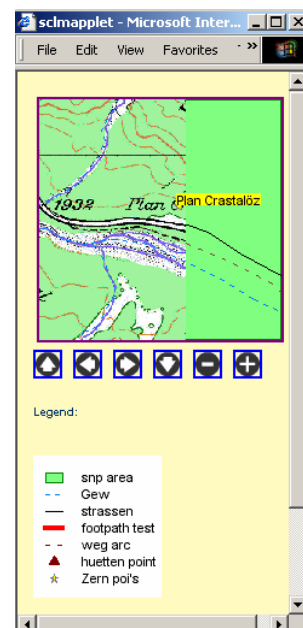 sclmapplet - Microsoft Inter...
File Edit View Favorites »
1932 Plan
Plan Crastalöz
Legend:
snp area
Gew
strassen
footpath test
weg arc
huetten point
Zern poi's